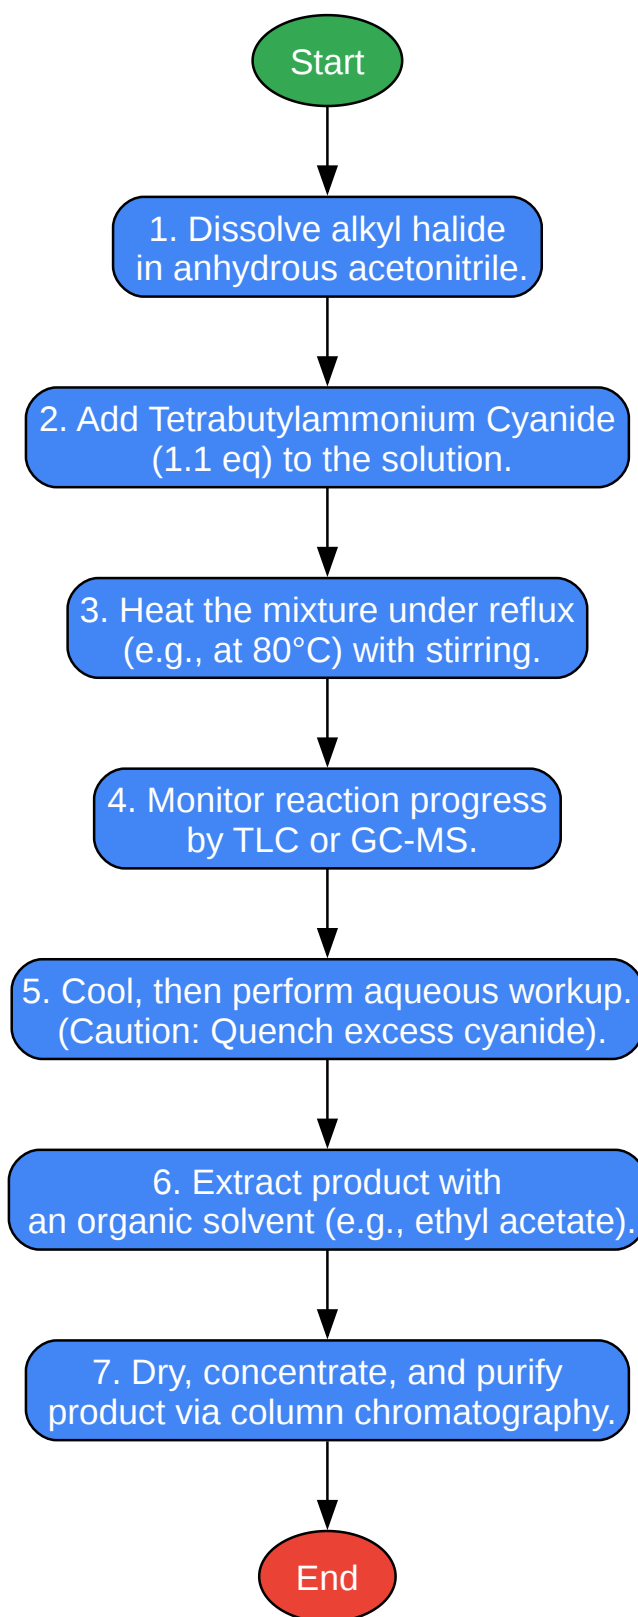 Start
1. Dissolve alkyl halide
in anhydrous acetonitrile.
2. Add Tetrabutylammonium Cyanide
(1.1 eq) to the solution.
3. Heat the mixture under reflux
(e.g., at 80°C) with stirring.
4. Monitor reaction progress
by TLC or GC-MS.
5. Cool, then perform aqueous workup.
(Caution: Quench excess cyanide).
6. Extract product with
an organic solvent (e.g., ethyl acetate).
7. Dry, concentrate, and purify
product via column chromatography.
End